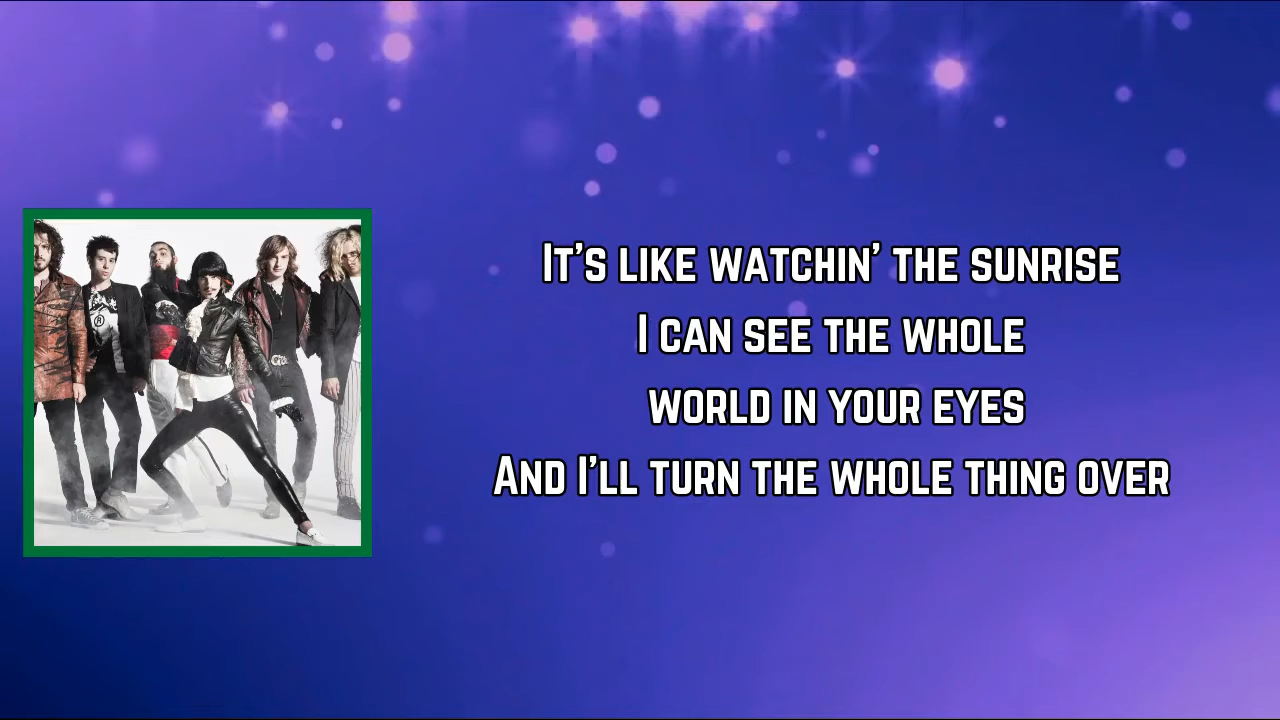 It's like watchin' the sunrise
I can see the whole
world in your eyes
And I'll turn the whole thing over